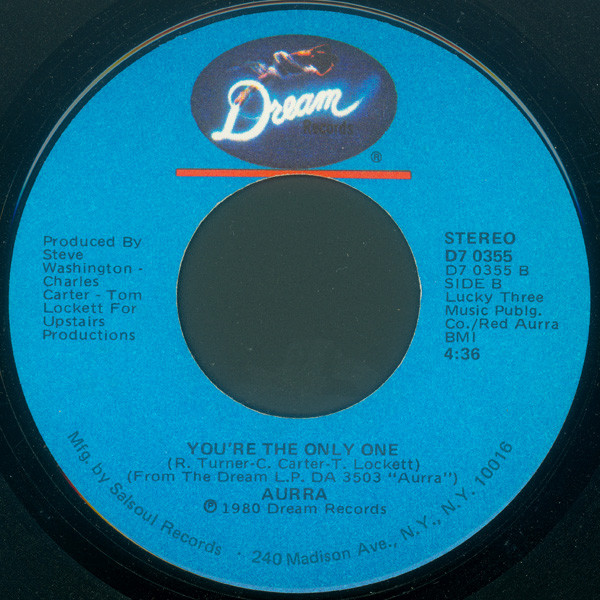 Dream
Records
®
Produced By
Steve
Washington -
Charles
Carter - Tom
Lockett For
Upstairs
Productions
STEREO
D7 0355
D7 0355 B
SIDE B
Lucky Three
Music Publg.
Co./Red Aurra
BMI
4:36
YOU'RE THE ONLY ONE
(R. Turner-C. Carter-T. Lockett)
(From The Dream L.P. DA 3503 "Aurra")
AURRA
℗ 1980 Dream Records
Mfg. by Salsoul Records · 240 Madison Ave., N.Y., N.Y. 10016